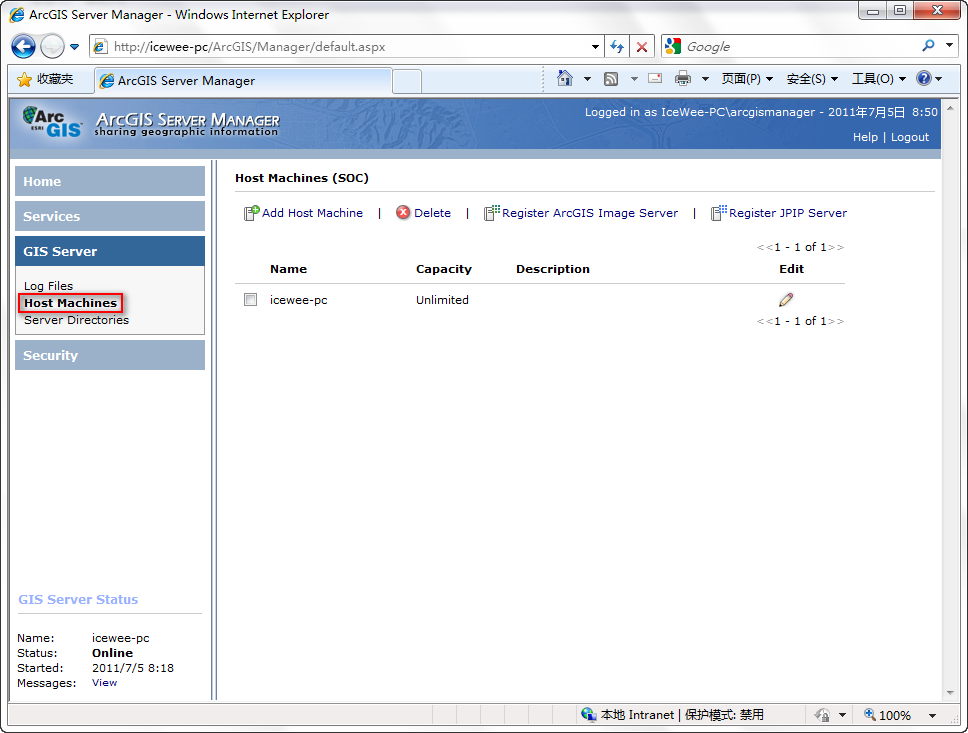 ArcGIS Server Manager - Windows Internet Explorer
http://icewee-pc/ArcGIS/Manager/default.aspx
Google
收藏夹
ArcGIS Server Manager
页面(P)
安全(S)
工具(O)
Arc
ESRI GIS
ArcGIS Server Manager
sharing geographic information
Logged in as IceWee-PC\arcgismanager - 2011年7月5日 8:50
Help | Logout
Home
Services
GIS Server
Log Files
Host Machines
Server Directories
Security
Host Machines (SOC)
Add Host Machine | Delete | Register ArcGIS Image Server | Register JPIP Server
<<1 - 1 of 1>>
Name Capacity Description Edit
icewee-pc Unlimited
<<1 - 1 of 1>>
GIS Server Status
Name: icewee-pc
Status: Online
Started: 2011/7/5 8:18
Messages: View
本地 Intranet | 保护模式: 禁用
100%